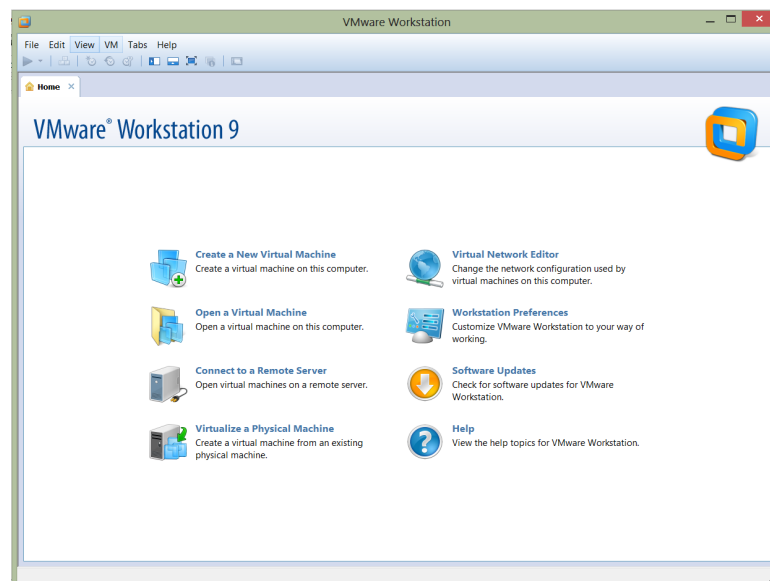 VMware Workstation
File Edit View VM Tabs Help
Home
VMware® Workstation 9
Create a New Virtual Machine
Create a virtual machine on this computer.
Open a Virtual Machine
Open a virtual machine on this computer.
Connect to a Remote Server
Open virtual machines on a remote server.
Virtualize a Physical Machine
Create a virtual machine from an existing
physical machine.
Virtual Network Editor
Change the network configuration used by
virtual machines on this computer.
Workstation Preferences
Customize VMware Workstation to your way of
working.
Software Updates
Check for software updates for VMware
Workstation.
Help
View the help topics for VMware Workstation.